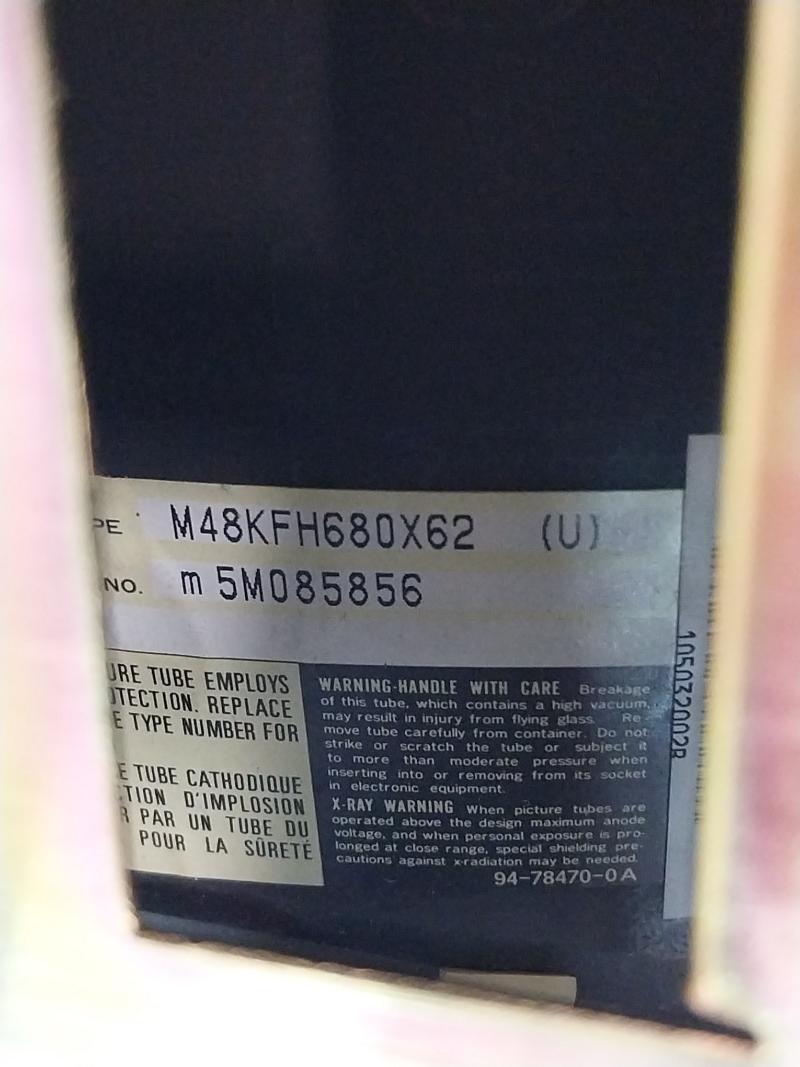 PE M48KFH680X62 (U)
NO. m 5M085856
URE TUBE EMPLOYS
OTECTION. REPLACE
E TYPE NUMBER FOR
E TUBE CATHODIQUE
TION D'IMPLOSION
R PAR UN TUBE DU
POUR LA SÛRETÉ
WARNING-HANDLE WITH CARE Breakage
of this tube, which contains a high vacuum,
may result in injury from flying glass. Re-
move tube carefully from container. Do not
strike or scratch the tube or subject it
to more than moderate pressure when
inserting into or removing from its socket
in electronic equipment.
X-RAY WARNING When picture tubes are
operated above the design maximum anode
voltage, and when personal exposure is pro-
longed at close range, special shielding pre-
cautions against x-radiation may be needed.
94-78470-0A
105032002R